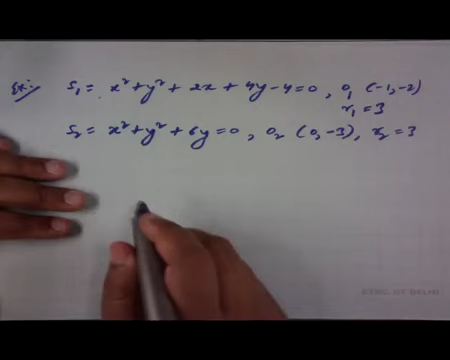 Ex:- S₁ = x² + y² + 2x + 4y - 4 = 0 , O₁ (-1, -2)
r₁ = 3
S₂ = x² + y² + 6y = 0 , O₂ (0, -3) , r₂ = 3